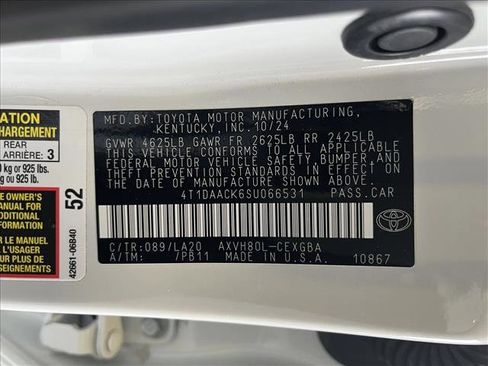 MFD.BY:TOYOTA MOTOR MANUFACTURING,
KENTUCKY,INC.10/24
GVWR 4625LB GAWR FR 2625LB RR 2425LB
THIS VEHICLE CONFORMS TO ALL APPLICABLE
FEDERAL MOTOR VEHICLE SAFETY,BUMPER,AND
THEFT PREVENTION STANDARDS IN EFFECT ON
THE DATE OF MANUFACTURE SHOWN ABOVE.
4T1DAACK6SU066531 PASS.CAR
C/TR:089/LA20 AXVH80L-CEXGBA
A/TM: /PB11 MADE IN U.S.A. 10867
TOYOTA
ATION
HARGEMENT
REAR
ARRIÈRE: 3
kg or 925 lbs.
kg ou 925 lb.
E OWNER'S
MANUAL FOR
ADDITIONAL
FORMATION
R LE MANUEL
L'USAGER
R PLUS DE
SEIGNEMENTS
52
42661-06B40